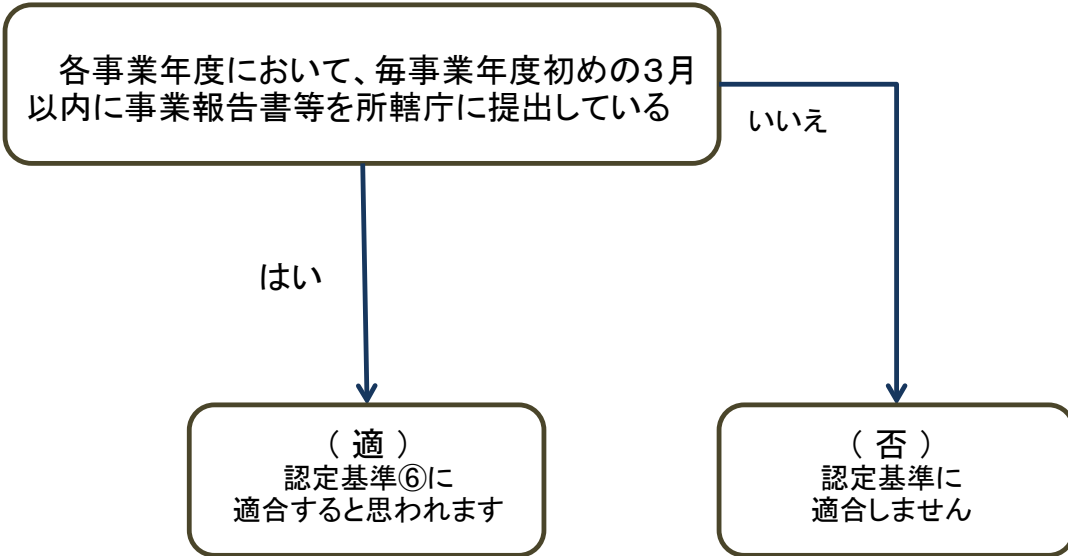 各事業年度において、毎事業年度初めの３月
以内に事業報告書等を所轄庁に提出している
いいえ
はい
（ 適 ）
認定基準⑥に
適合すると思われます
（ 否 ）
認定基準に
適合しません